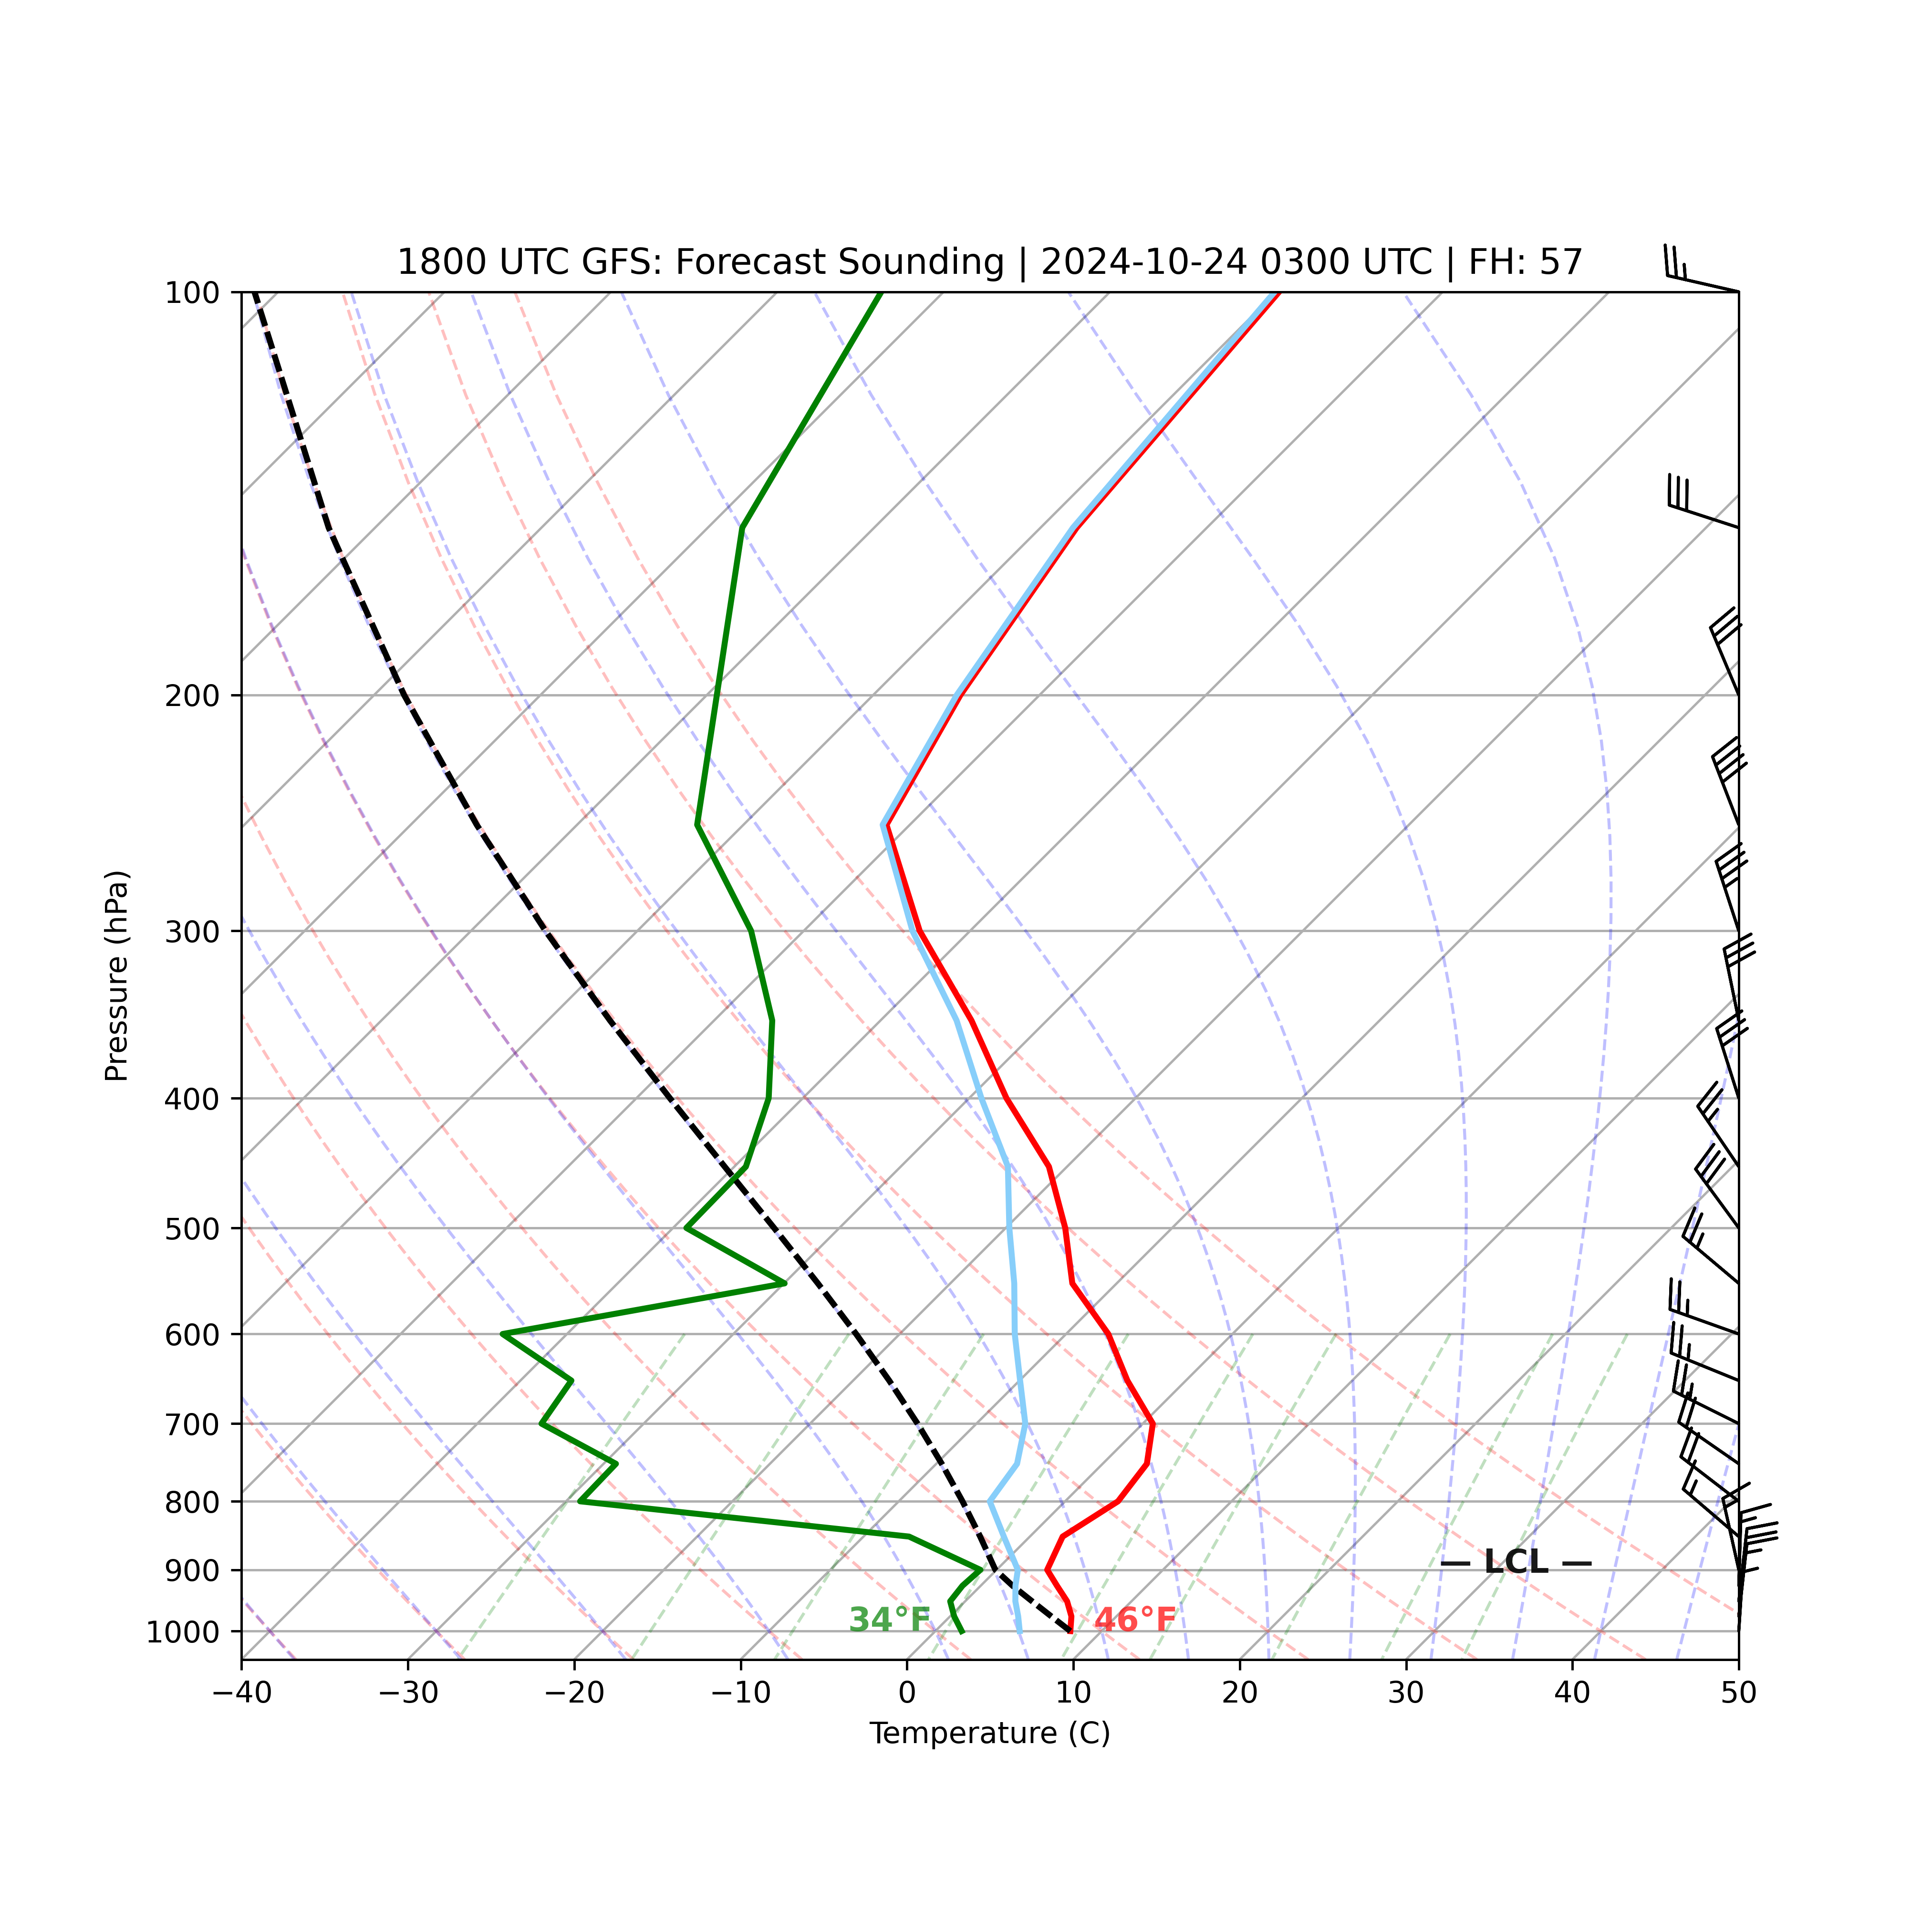 1800 UTC GFS: Forecast Sounding | 2024-10-24 0300 UTC | FH: 57
100
200
300
400
500
600
700
800
900
1000
Pressure (hPa)
— LCL —
34°F
46°F
−40 −30 −20 −10 0 10 20 30 40 50
Temperature (C)